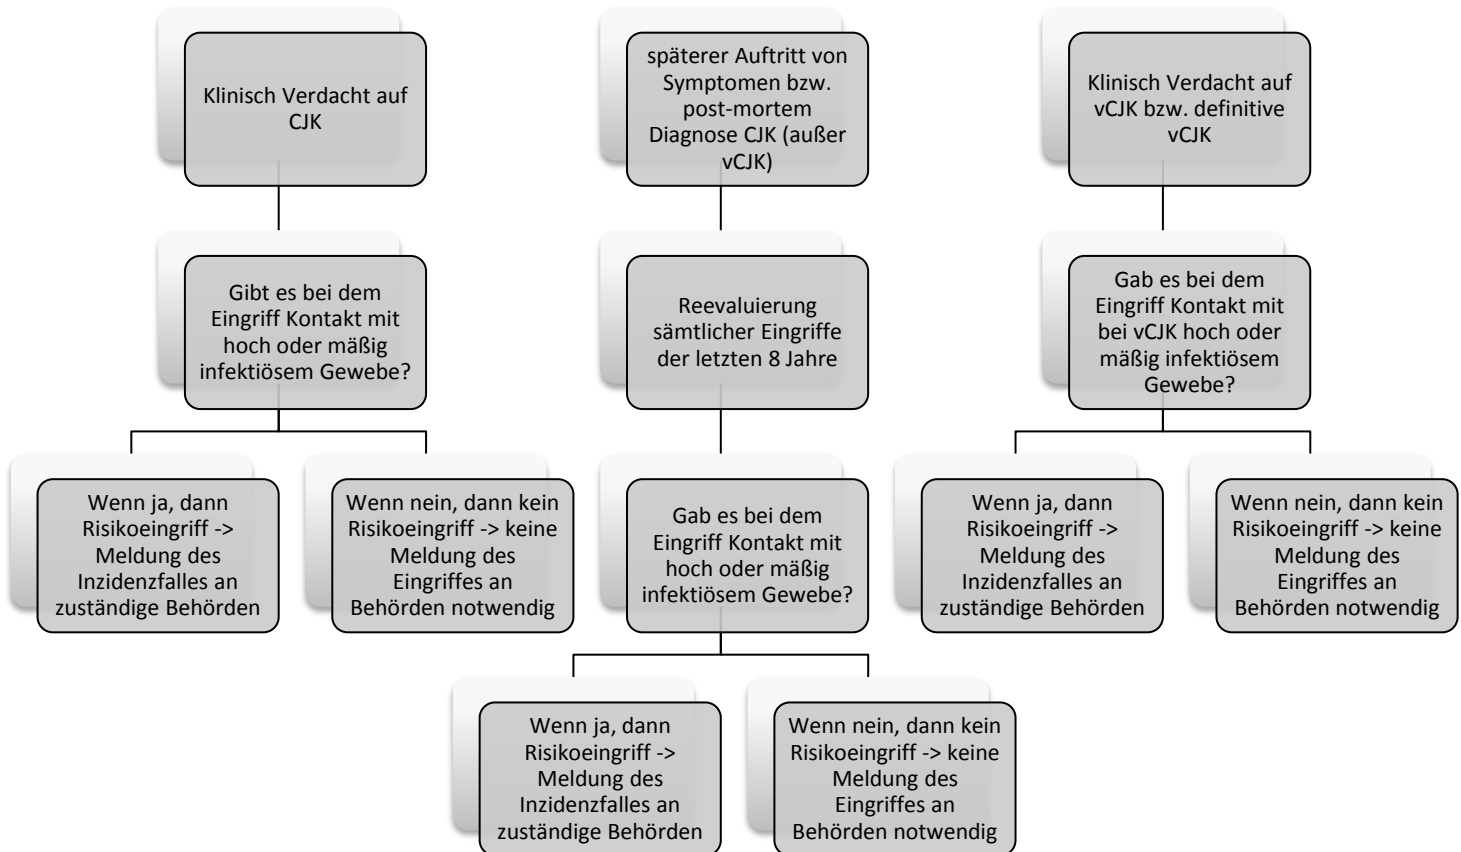 Klinisch Verdacht auf
CJK
späterer Auftritt von
Symptomen bzw.
post-mortem
Diagnose CJK (außer
vCJK)
Klinisch Verdacht auf
vCJK bzw. definitive
vCJK
Gibt es bei dem
Eingriff Kontakt mit
hoch oder mäßig
infektiösem Gewebe?
Reevaluierung
sämtlicher Eingriffe
der letzten 8 Jahre
Gab es bei dem
Eingriff Kontakt mit
bei vCJK hoch oder
mäßig infektiösem
Gewebe?
Wenn ja, dann
Risikoeingriff ->
Meldung des
Inzidenzfalles an
zuständige Behörden
Wenn nein, dann kein
Risikoeingriff -> keine
Meldung des
Eingriffes an
Behörden notwendig
Gab es bei dem
Eingriff Kontakt mit
hoch oder mäßig
infektiösem Gewebe?
Wenn ja, dann
Risikoeingriff ->
Meldung des
Inzidenzfalles an
zuständige Behörden
Wenn nein, dann kein
Risikoeingriff -> keine
Meldung des
Eingriffes an
Behörden notwendig
Wenn ja, dann
Risikoeingriff ->
Meldung des
Inzidenzfalles an
zuständige Behörden
Wenn nein, dann kein
Risikoeingriff -> keine
Meldung des
Eingriffes an
Behörden notwendig